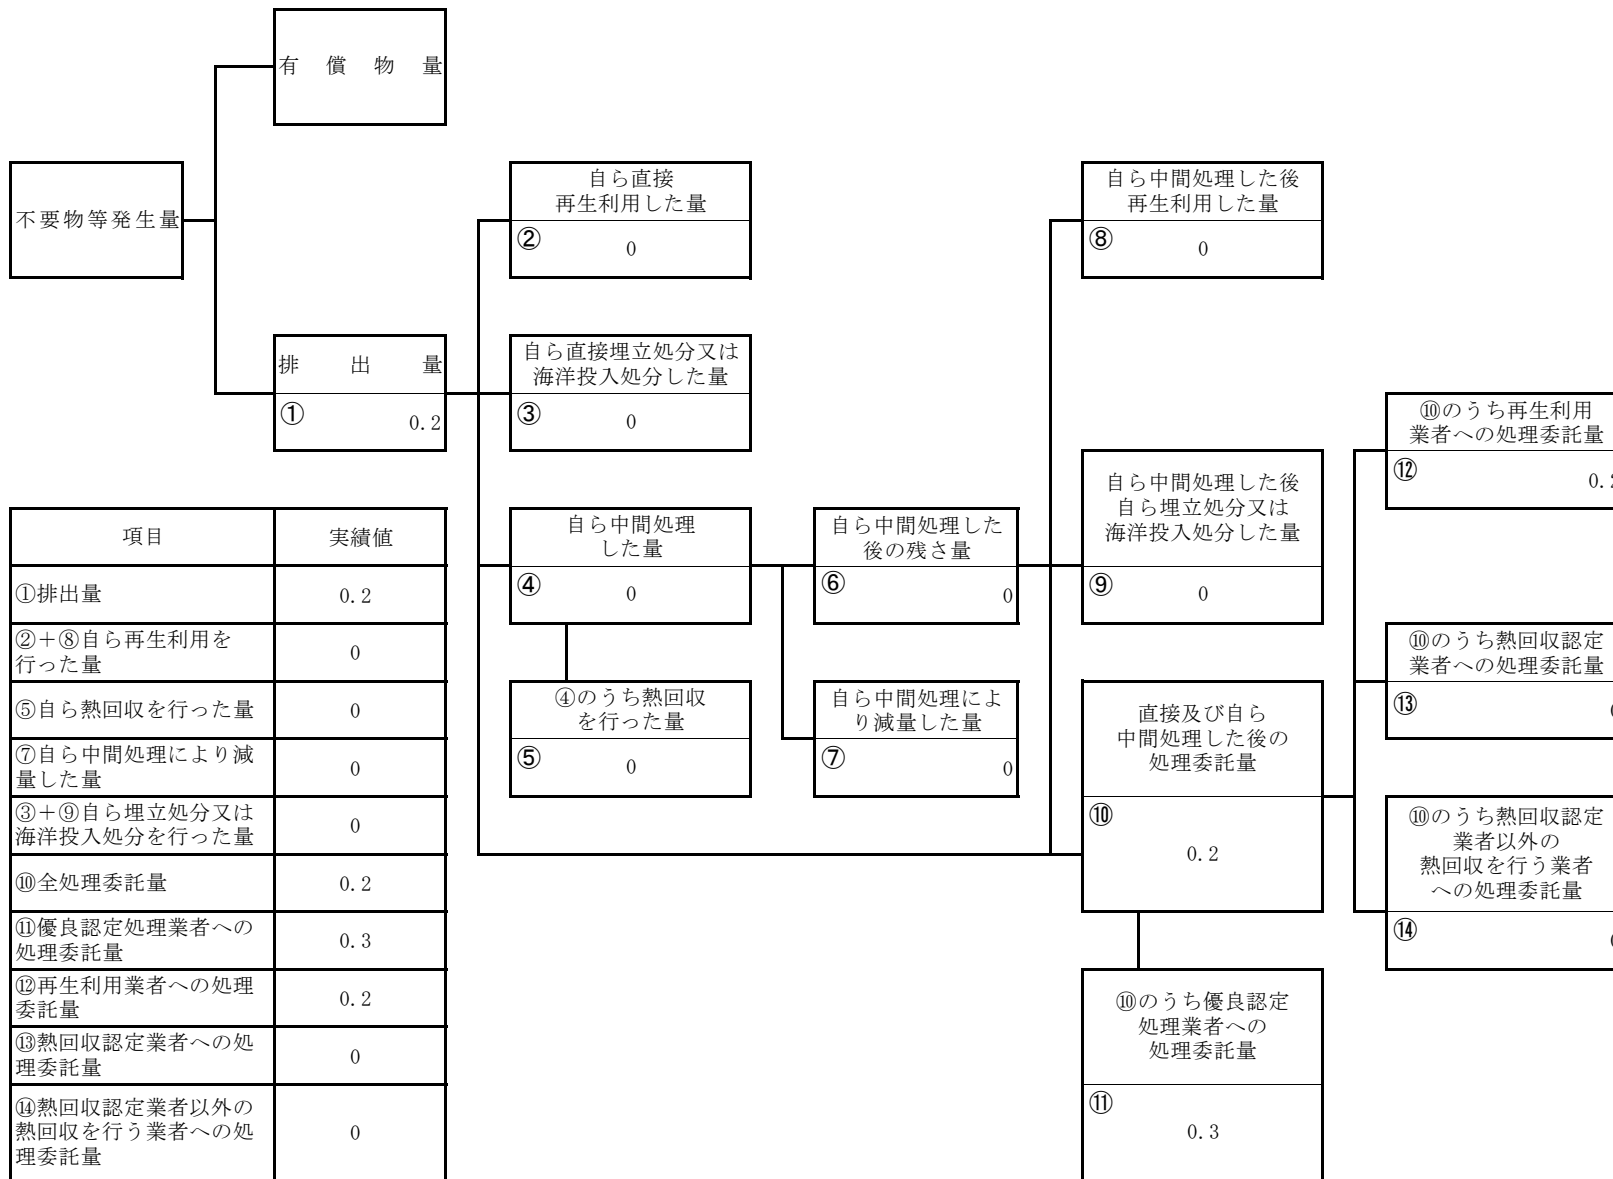 有償物量
不要物等発生量
自ら直接
再生利用した量
② 0
自ら中間処理した後
再生利用した量
⑧ 0
排出量
① 0.2
自ら直接埋立処分又は
海洋投入処分した量
③ 0
⑩のうち再生利用
業者への処理委託量
⑫ 0.2
自ら中間処理
した量
④ 0
自ら中間処理した
後の残さ量
⑥ 0
自ら中間処理した後
自ら埋立処分又は
海洋投入処分した量
⑨ 0
⑩のうち熱回収認定
業者への処理委託量
⑬
④のうち熱回収
を行った量
⑤ 0
自ら中間処理によ
り減量した量
⑦ 0
直接及び自ら
中間処理した後の
処理委託量
⑩
0.2
⑩のうち熱回収認定
業者以外の
熱回収を行う業者
への処理委託量
⑭
⑩のうち優良認定
処理業者への
処理委託量
⑪
0.3
項目 実績値
①排出量 0.2
②+⑧自ら再生利用を
行った量 0
⑤自ら熱回収を行った量 0
⑦自ら中間処理により減
量した量 0
③+⑨自ら埋立処分又は
海洋投入処分を行った量 0
⑩全処理委託量 0.2
⑪優良認定処理業者への
処理委託量 0.3
⑫再生利用業者への処理
委託量 0.2
⑬熱回収認定業者への処
理委託量 0
⑭熱回収認定業者以外の
熱回収を行う業者への処
理委託量 0